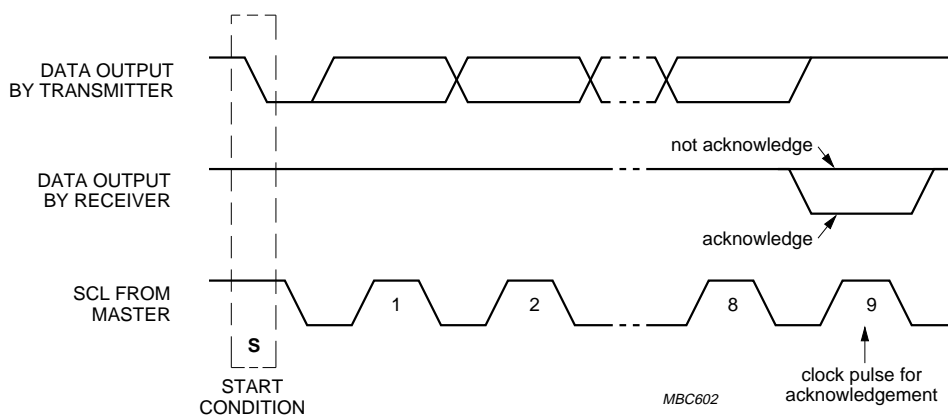 DATA OUTPUT
BY TRANSMITTER
not acknowledge
DATA OUTPUT
BY RECEIVER
acknowledge
SCL FROM
MASTER
1
2
8
9
S
START
CONDITION
clock pulse for
acknowledgement
MBC602